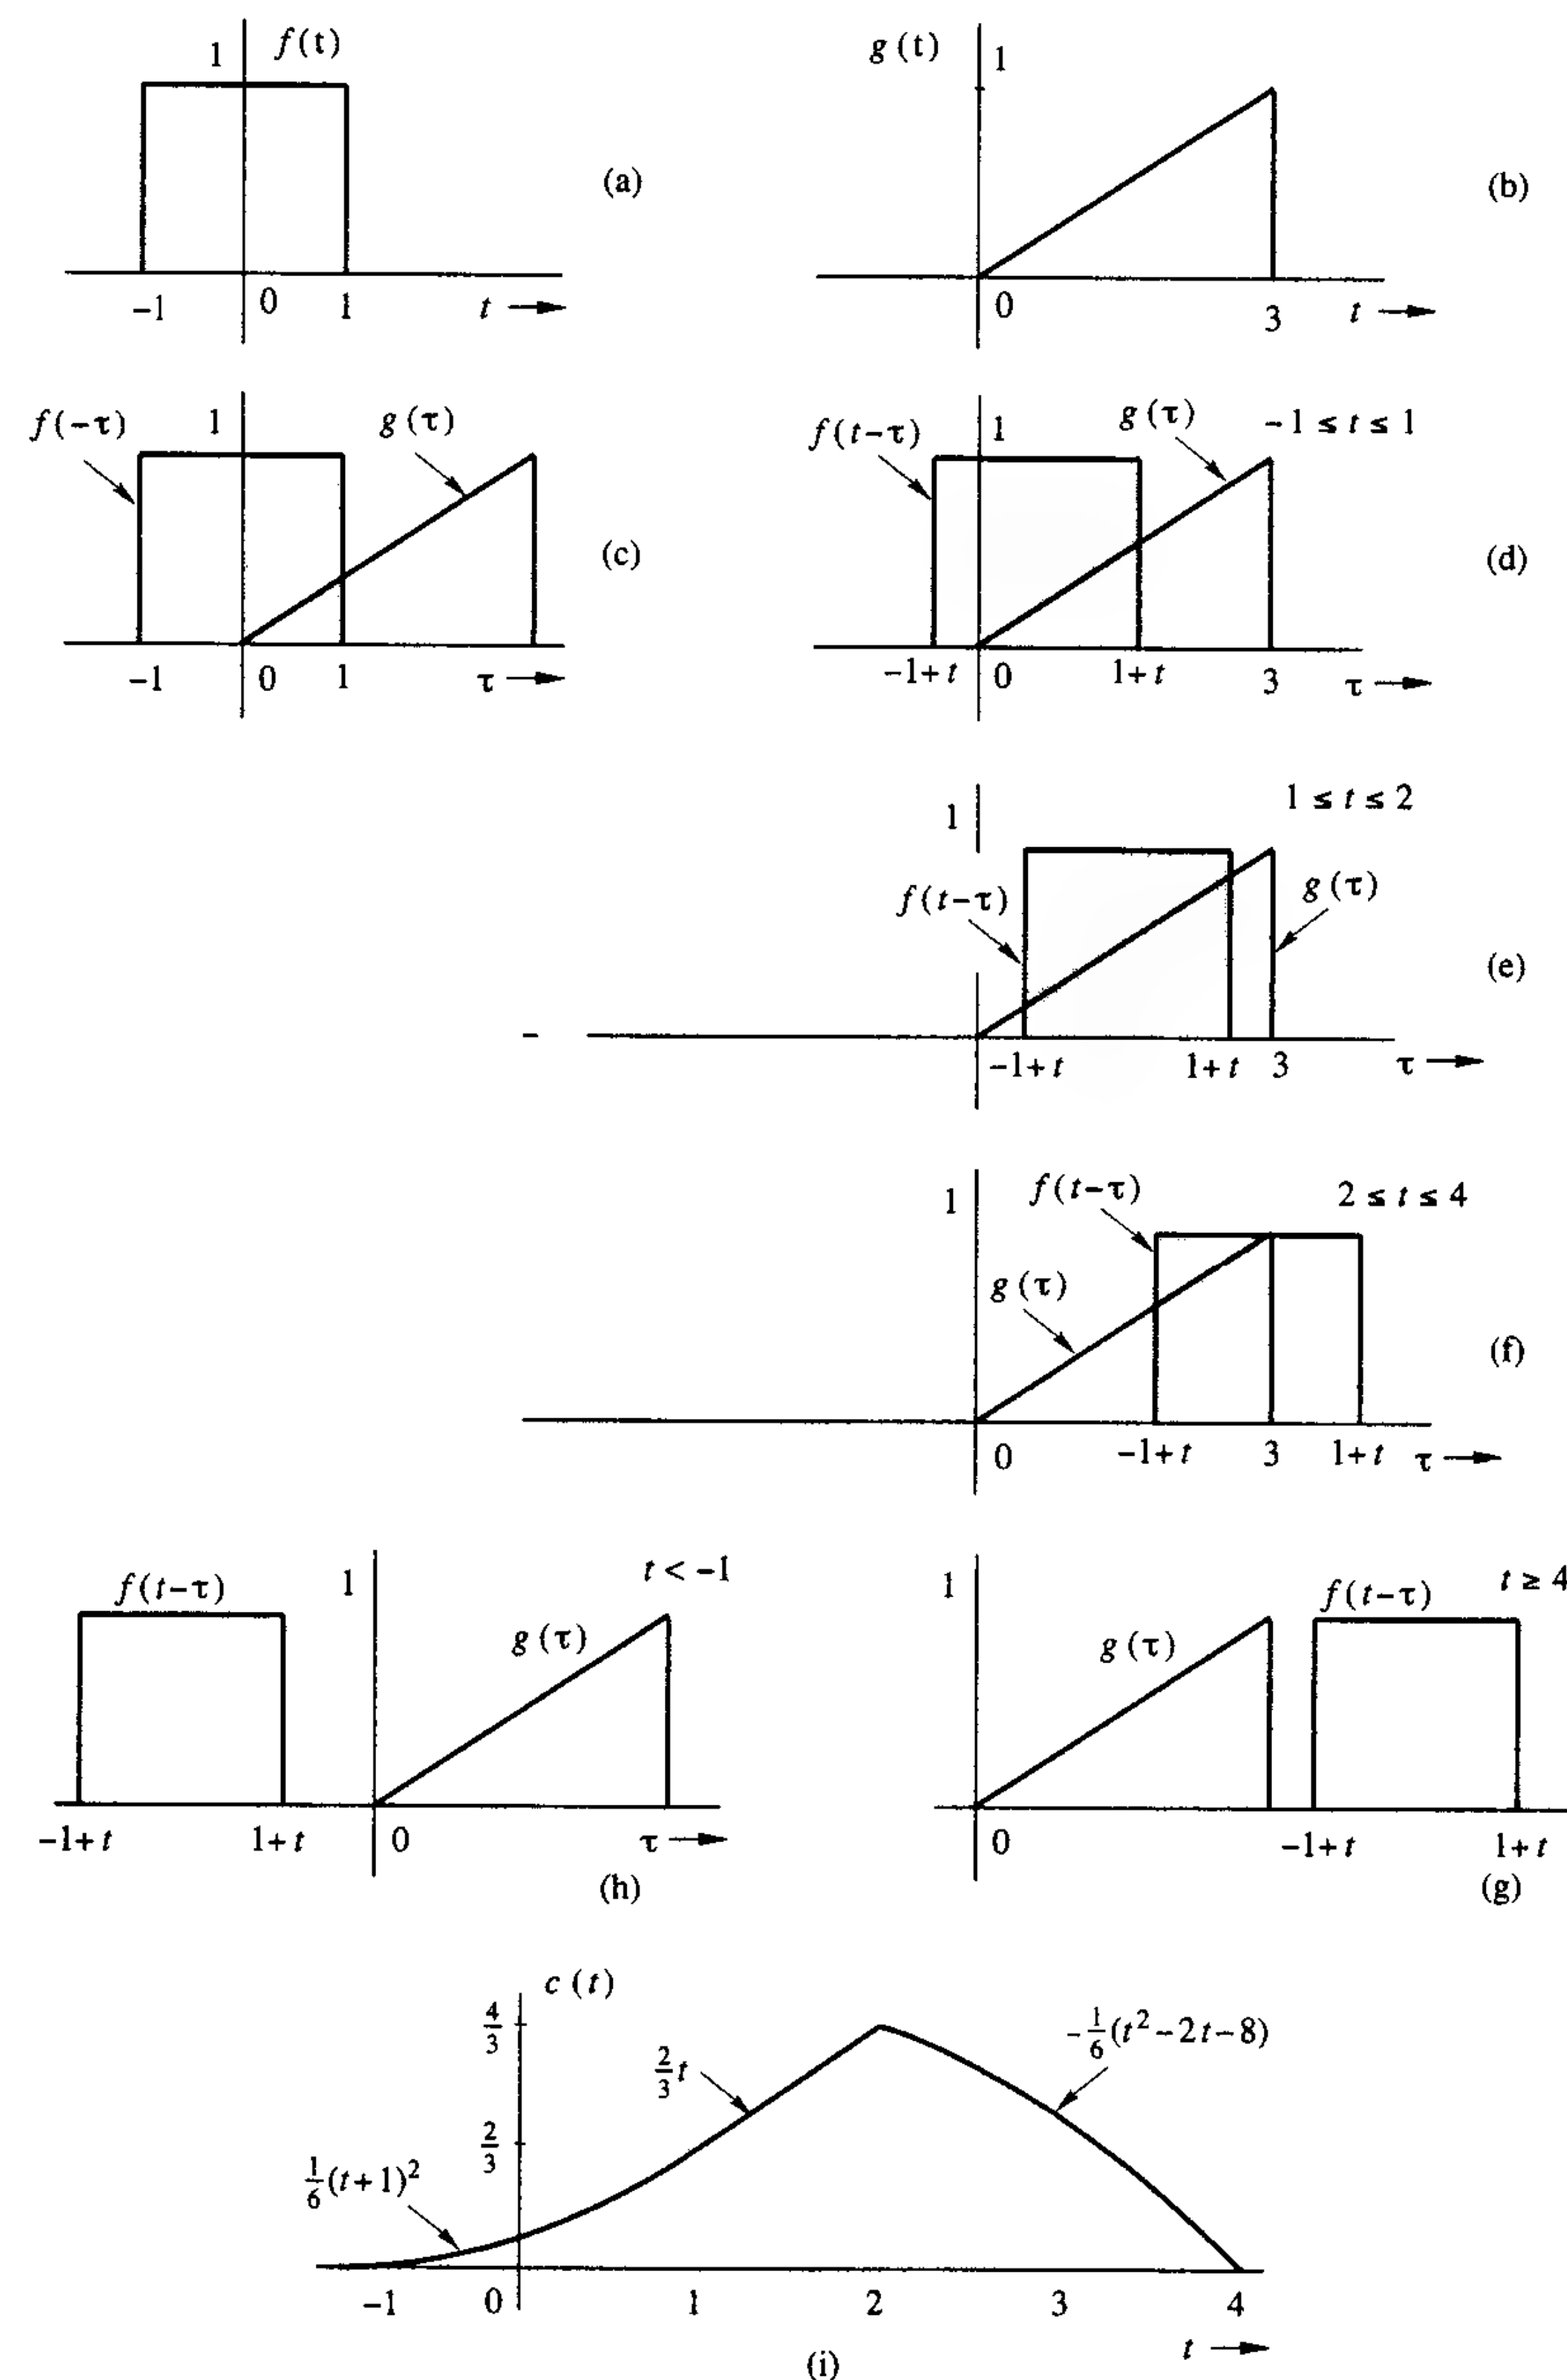 1 f(t)
-1 0 1 t
(a)
g(t) 1
0 3 t
(b)
f(-τ) 1 g(τ)
-1 0 1 τ
(c)
f(t-τ) 1 g(τ) -1 ≤ t ≤ 1
-1+t 0 1+t 3 τ
(d)
1 1 ≤ t ≤ 2
f(t-τ) g(τ)
-1+t 1+t 3 τ
(e)
1 f(t-τ) 2 ≤ t ≤ 4
g(τ)
0 -1+t 3 1+t τ
(f)
f(t-τ) 1 t < -1
g(τ)
-1+t 1+t 0 τ
(h)
1 f(t-τ) t ≥ 4
g(τ)
0 -1+t 1+t
(g)
c(t)
4/3
2/3
1/6(t+1)²
2/3 t
-1/6(t²-2t-8)
-1 0 1 2 3 4
t
(i)